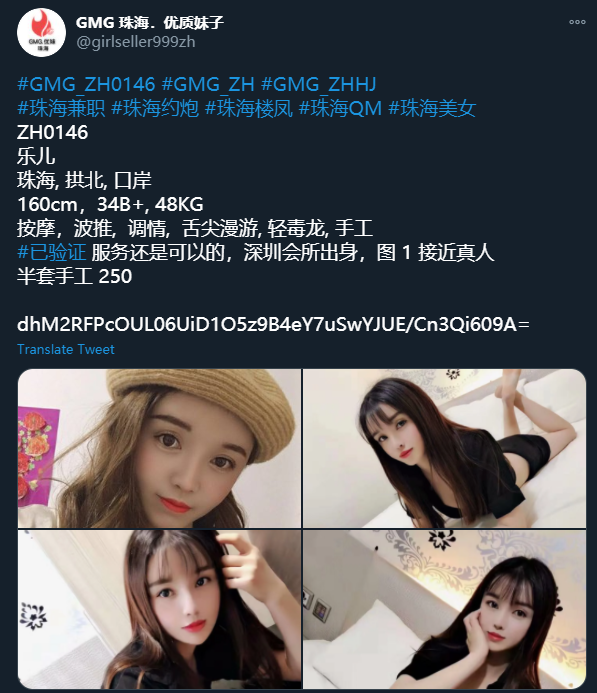 GMG 珠海．优质妹子
@girlseller999zh
GMG.优妹
珠海
#GMG_ZH0146 #GMG_ZH #GMG_ZHHJ
#珠海兼职 #珠海约炮 #珠海楼凤 #珠海QM #珠海美女
ZH0146
乐儿
珠海, 拱北, 口岸
160cm，34B+, 48KG
按摩，波推，调情，舌尖漫游, 轻毒龙, 手工
#已验证 服务还是可以的，深圳会所出身，图 1 接近真人
半套手工 250
dhM2RFPcOUL06UiD1O5z9B4eY7uSwYJUE/Cn3Qi609A=
Translate Tweet